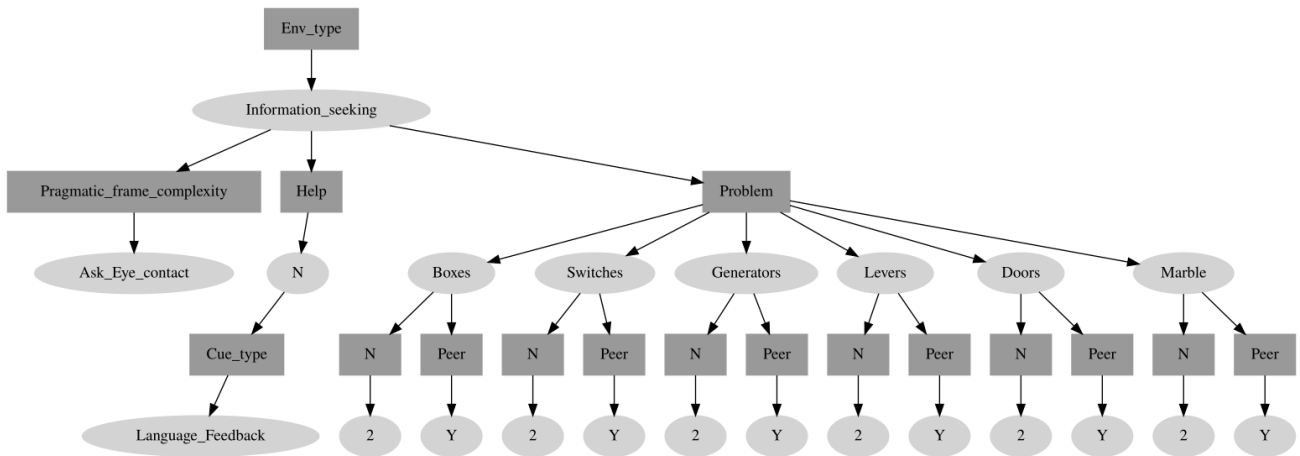 Env_type
Information_seeking
Pragmatic_frame_complexity Help Problem
Ask_Eye_contact N Boxes Switches Generators Levers Doors Marble
Cue_type N Peer N Peer N Peer N Peer N Peer N Peer
Language_Feedback 2 Y 2 Y 2 Y 2 Y 2 Y 2 Y